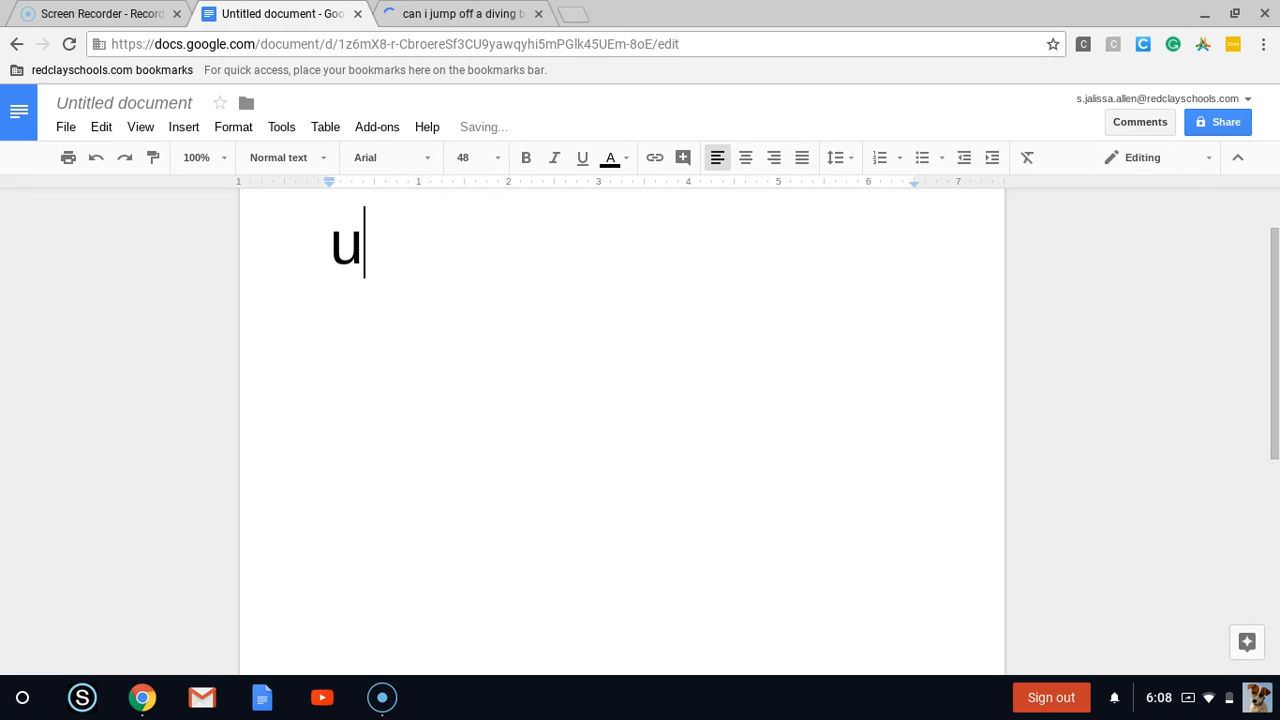 Screen Recorder - Record
Untitled document - Goo
can i jump off a diving b
https://docs.google.com/document/d/1z6mX8-r-CbroereSf3CU9yawqyhi5mPGlk45UEm-8oE/edit
redclayschools.com bookmarks
For quick access, place your bookmarks here on the bookmarks bar.
Untitled document
s.jalissa.allen@redclayschools.com
File Edit View Insert Format Tools Table Add-ons Help Saving...
Comments
Share
100% Normal text Arial 48 B I U A Editing
1 1 2 3 4 5 6 7
u
S
Sign out
6:08